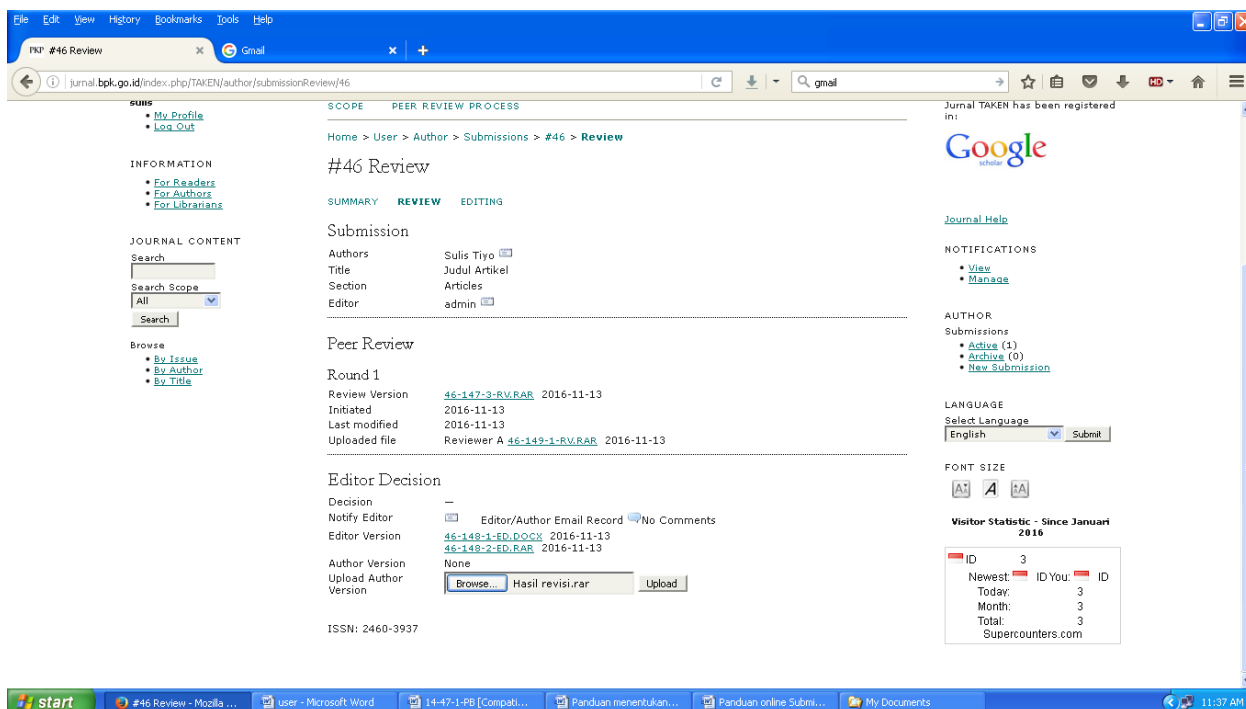 File Edit View History Bookmarks Tools Help
PKP #46 Review
Gmail
jurnal.bpk.go.id/index.php/TAKEN/author/submissionReview/46
gmail
HD
sulis
My Profile
Log Out
INFORMATION
For Readers
For Authors
For Librarians
JOURNAL CONTENT
Search
Search Scope
All
Search
Browse
By Issue
By Author
By Title
SCOPE PEER REVIEW PROCESS
Home > User > Author > Submissions > #46 > Review
#46 Review
SUMMARY REVIEW EDITING
Submission
Authors Sulis Tiyo
Title Judul Artikel
Section Articles
Editor admin
Peer Review
Round 1
Review Version 46-147-3-RV.RAR 2016-11-13
Initiated 2016-11-13
Last modified 2016-11-13
Uploaded file Reviewer A 46-149-1-RV.RAR 2016-11-13
Editor Decision
Decision —
Notify Editor Editor/Author Email Record No Comments
Editor Version 46-148-1-ED.DOCX 2016-11-13
46-148-2-ED.RAR 2016-11-13
Author Version None
Upload Author
Version
Browse... Hasil revisi.rar Upload
ISSN: 2460-3937
Jurnal TAKEN has been registered
in:
Google
scholar
Journal Help
NOTIFICATIONS
View
Manage
AUTHOR
Submissions
Active (1)
Archive (0)
New Submission
LANGUAGE
Select Language
English Submit
FONT SIZE
A A A
Visitor Statistic - Since Januari
2016
ID 3
Newest: ID You: ID
Today: 3
Month: 3
Total: 3
Supercounters.com
start
#46 Review - Mozilla ...
user - Microsoft Word
14-47-1-PB [Compati...
Panduan menentukan...
Panduan online Submi...
My Documents
11:37 AM